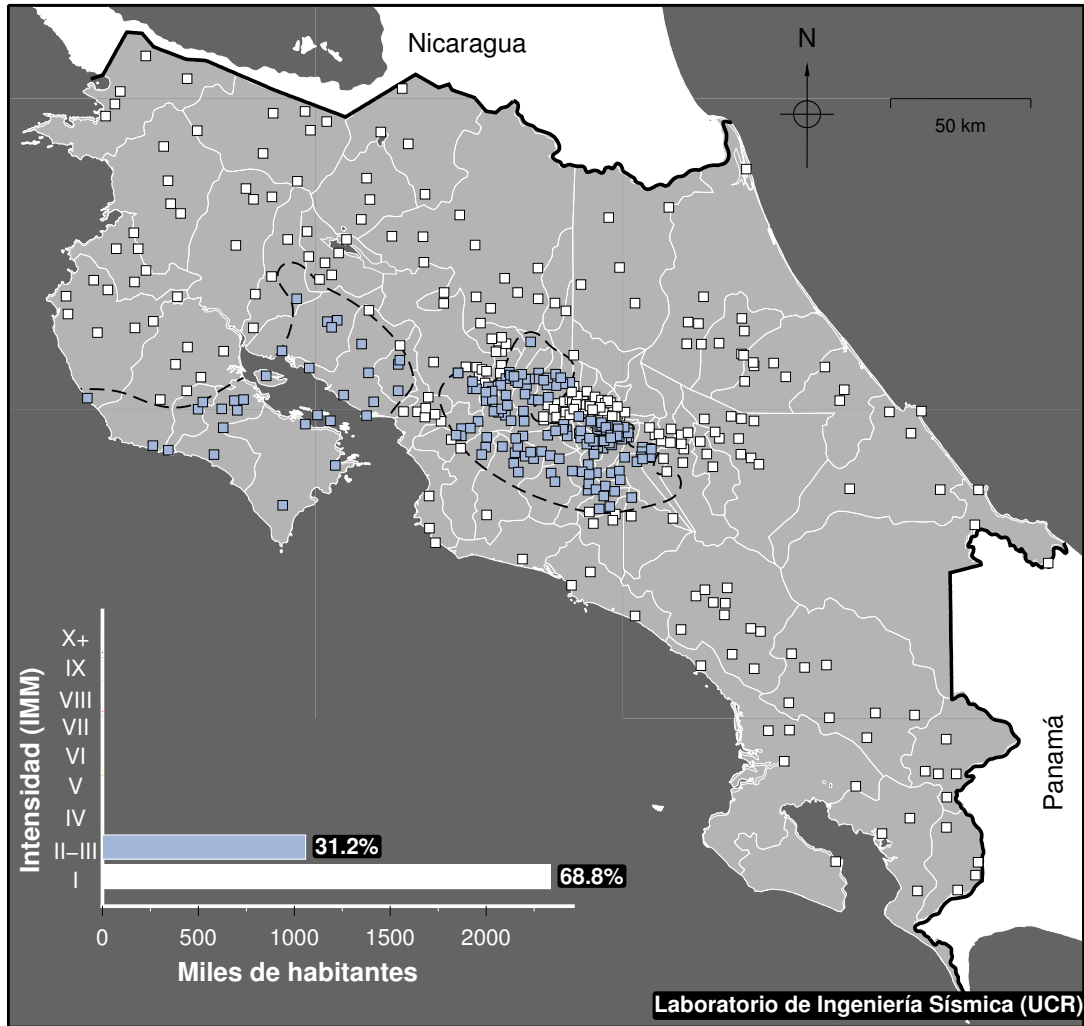 Nicaragua
N
50 km
Panamá
Intensidad (IMM)
X+
IX
VIII
VII
VI
V
IV
II–III
I
31.2%
68.8%
0 500 1000 1500 2000
Miles de habitantes
Laboratorio de Ingeniería Sísmica (UCR)